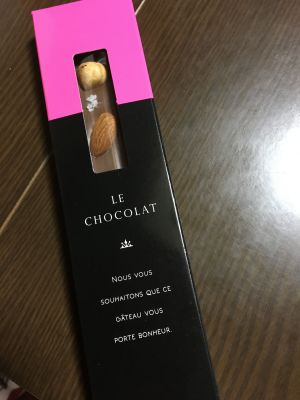 LE
CHOCOLAT
NOUS VOUS
SOUHAITONS QUE CE
GÂTEAU VOUS
PORTE BONHEUR.